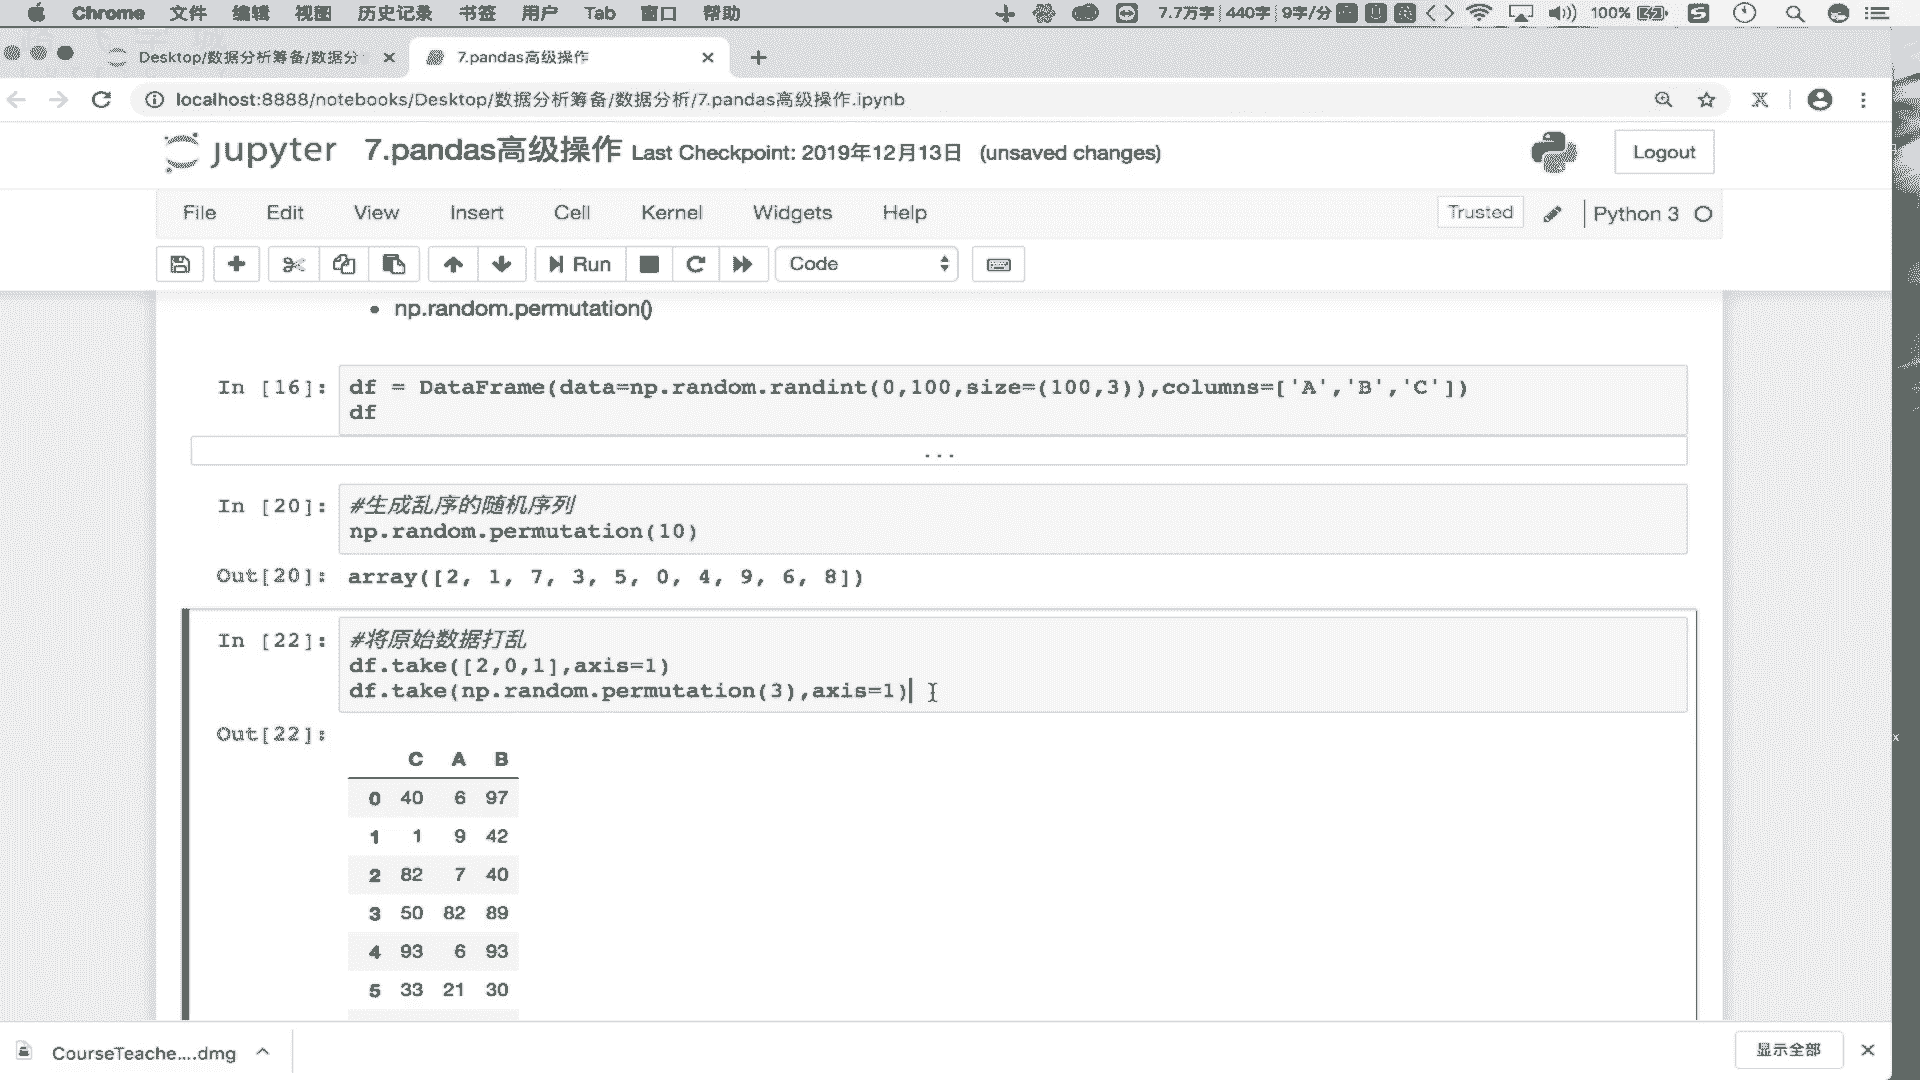 Chrome 文件 编辑 视图 历史记录 书签 用户 Tab 窗口 帮助 7.7万字 440字 9字/分 100%
Desktop/数据分析筹备/数据分
7.pandas高级操作
localhost:8888/notebooks/Desktop/数据分析筹备/数据分析/7.pandas高级操作.ipynb
jupyter 7.pandas高级操作 Last Checkpoint: 2019年12月13日 (unsaved changes)
Logout
File Edit View Insert Cell Kernel Widgets Help Trusted Python 3
Run Code
• np.random.permutation()
In [16]: df = DataFrame(data=np.random.randint(0,100,size=(100,3)),columns=['A','B','C'])
df
...
In [20]: #生成乱序的随机序列
np.random.permutation(10)
Out[20]: array([2, 1, 7, 3, 5, 0, 4, 9, 6, 8])
In [22]: #将原始数据打乱
df.take([2,0,1],axis=1)
df.take(np.random.permutation(3),axis=1)
Out[22]:
C A B
0 40 6 97
1 1 9 42
2 82 7 40
3 50 82 89
4 93 6 93
5 33 21 30
CourseTeache....dmg
显示全部